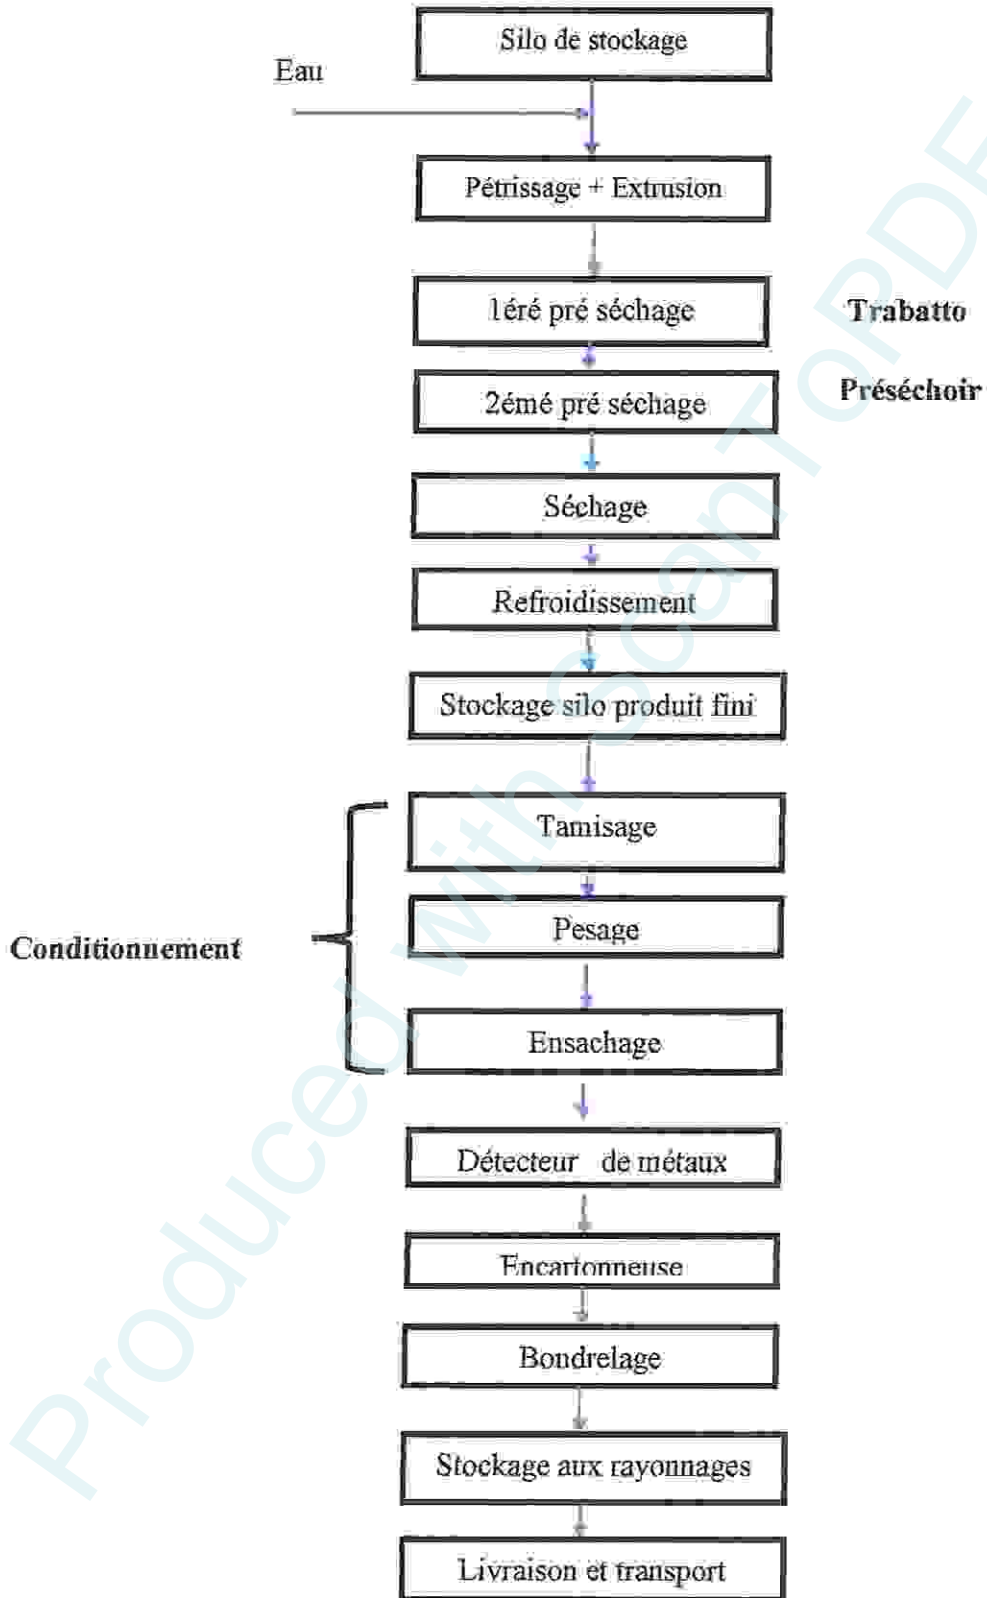 Silo de stockage
Eau
Pétrissage + Extrusion
1éré pré séchage
Trabatto
2émé pré séchage
Préséchoir
Séchage
Refroidissement
Stockage silo produit fini
Tamisage
Conditionnement
Pesage
Ensachage
Détecteur de métaux
Encartonneuse
Bondrelage
Stockage aux rayonnages
Livraison et transport
Produced with ScanToPDF